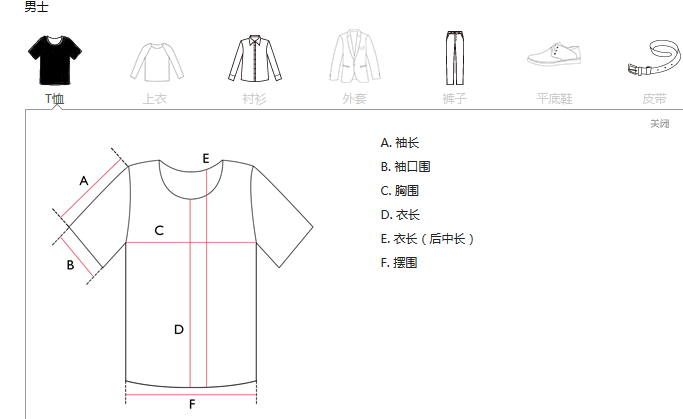 男士
T恤 上衣 衬衫 外套 裤子 平底鞋 皮带
关闭
A. 袖长
B. 袖口围
C. 胸围
D. 衣长
E. 衣长（后中长）
F. 摆围
A
E
C
B
D
F